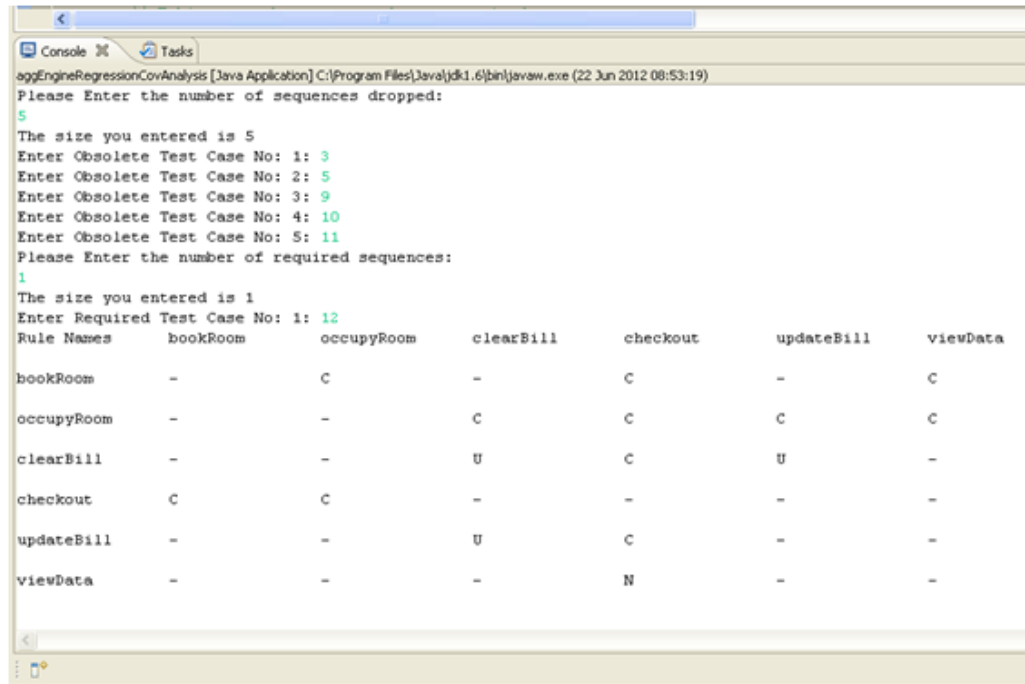 Console Tasks
aggEngineRegressionCovAnalysis [Java Application] C:\Program Files\Java\jdk1.6\bin\javaw.exe (22 Jun 2012 08:53:19)
Please Enter the number of sequences dropped:
5
The size you entered is 5
Enter Obsolete Test Case No: 1: 3
Enter Obsolete Test Case No: 2: 5
Enter Obsolete Test Case No: 3: 9
Enter Obsolete Test Case No: 4: 10
Enter Obsolete Test Case No: 5: 11
Please Enter the number of required sequences:
1
The size you entered is 1
Enter Required Test Case No: 1: 12
Rule Names bookRoom occupyRoom clearBill checkout updateBill viewData
bookRoom - C - C - C
occupyRoom - - C C C C
clearBill - - U C U -
checkout C C - - - -
updateBill - - U C - -
viewData - - - N - -